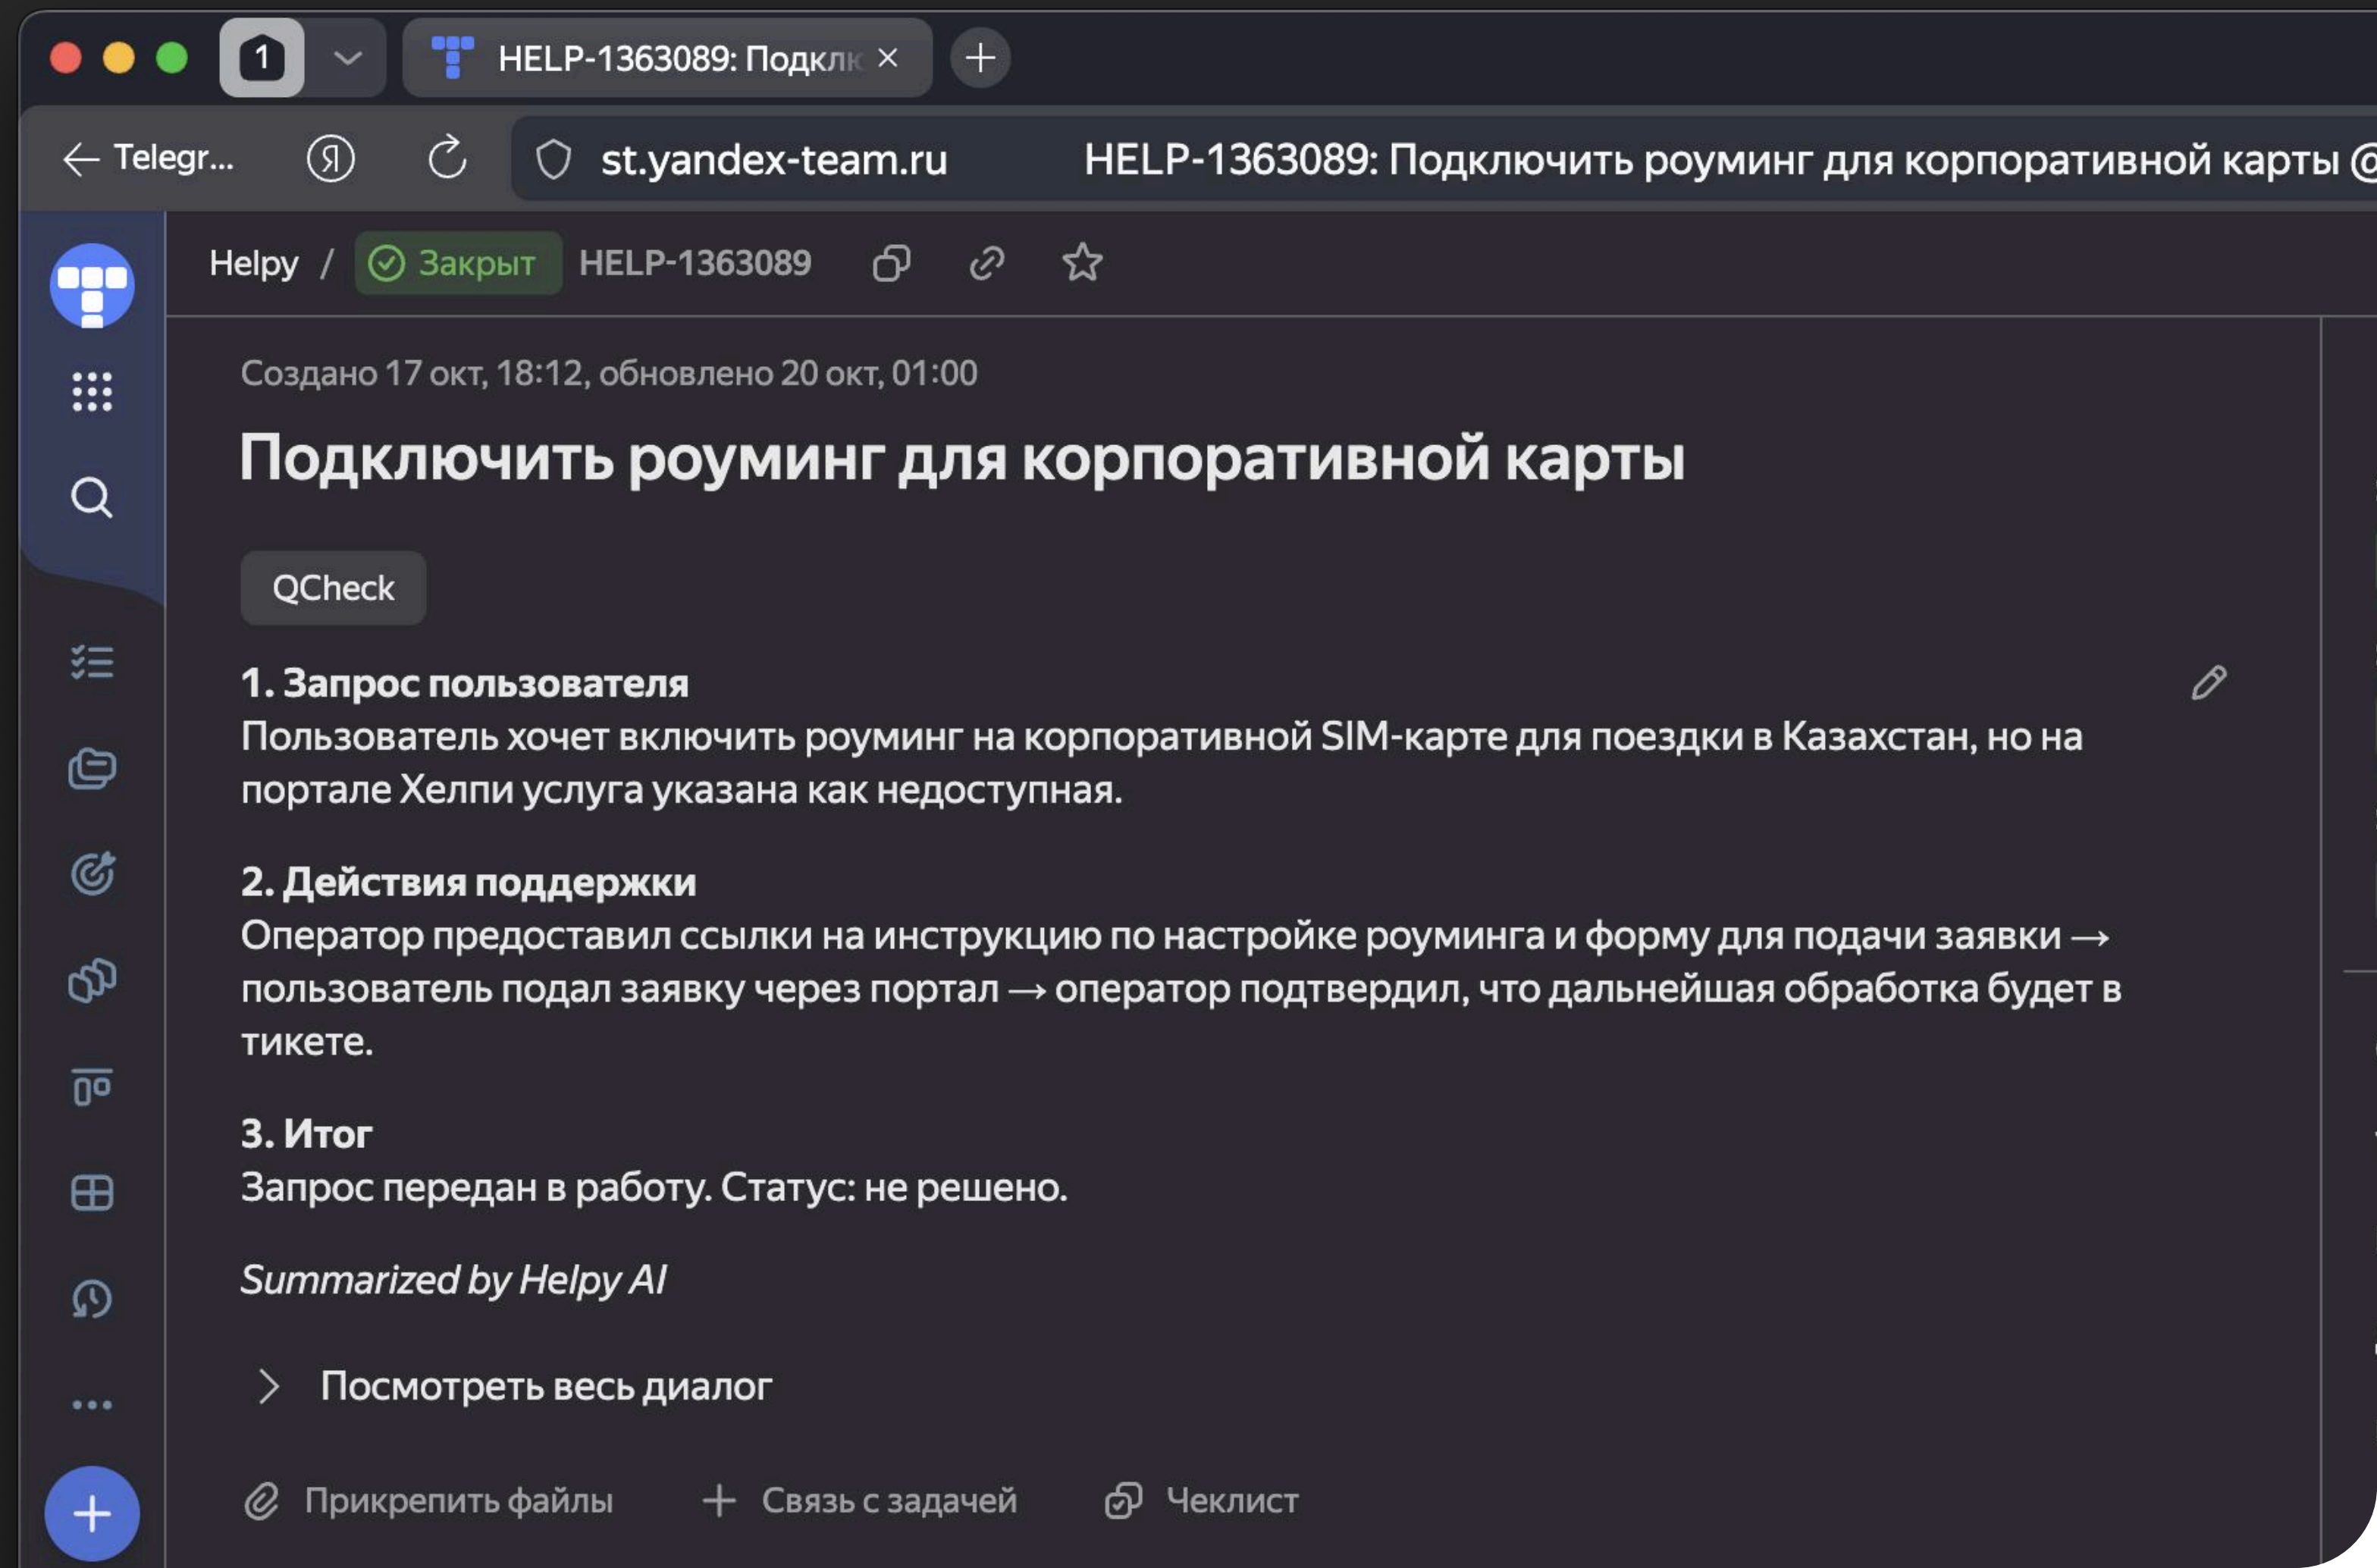 1
HELP-1363089: Подклю
Telegr...
st.yandex-team.ru
HELP-1363089: Подключить роуминг для корпоративной карты @
Helpy / Закрыт HELP-1363089
Создано 17 окт, 18:12, обновлено 20 окт, 01:00
Подключить роуминг для корпоративной карты
QCheck
1. Запрос пользователя
Пользователь хочет включить роуминг на корпоративной SIM-карте для поездки в Казахстан, но на
портале Хелпи услуга указана как недоступная.
2. Действия поддержки
Оператор предоставил ссылки на инструкцию по настройке роуминга и форму для подачи заявки →
пользователь подал заявку через портал → оператор подтвердил, что дальнейшая обработка будет в
тикете.
3. Итог
Запрос передан в работу. Статус: не решено.
Summarized by Helpy AI
Посмотреть весь диалог
Прикрепить файлы
Связь с задачей
Чеклист